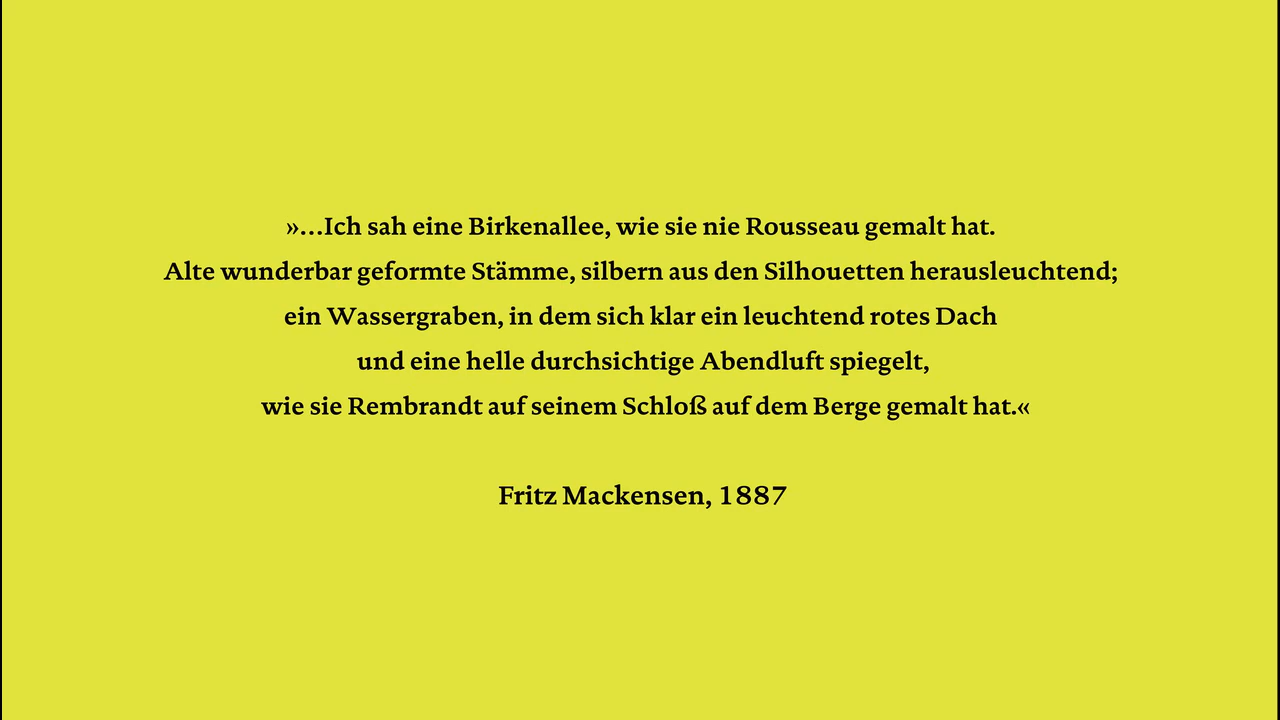 »…Ich sah eine Birkenallee, wie sie nie Rousseau gemalt hat.
Alte wunderbar geformte Stämme, silbern aus den Silhouetten herausleuchtend;
ein Wassergraben, in dem sich klar ein leuchtend rotes Dach
und eine helle durchsichtige Abendluft spiegelt,
wie sie Rembrandt auf seinem Schloß auf dem Berge gemalt hat.«
Fritz Mackensen, 1887